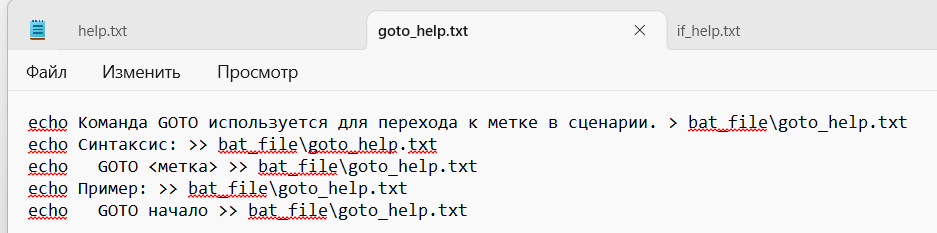 help.txt goto_help.txt if_help.txt
Файл Изменить Просмотр
echo Команда GOTO используется для перехода к метке в сценарии. > bat_file\goto_help.txt
echo Синтаксис: >> bat_file\goto_help.txt
echo   GOTO <метка> >> bat_file\goto_help.txt
echo Пример: >> bat_file\goto_help.txt
echo   GOTO начало >> bat_file\goto_help.txt